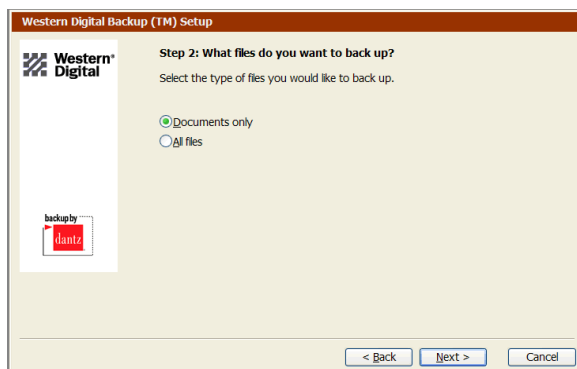 Western Digital Backup (TM) Setup
Western®
Digital
Step 2: What files do you want to back up?
Select the type of files you would like to back up.
Documents only
All files
backup by
dantz
< Back
Next >
Cancel